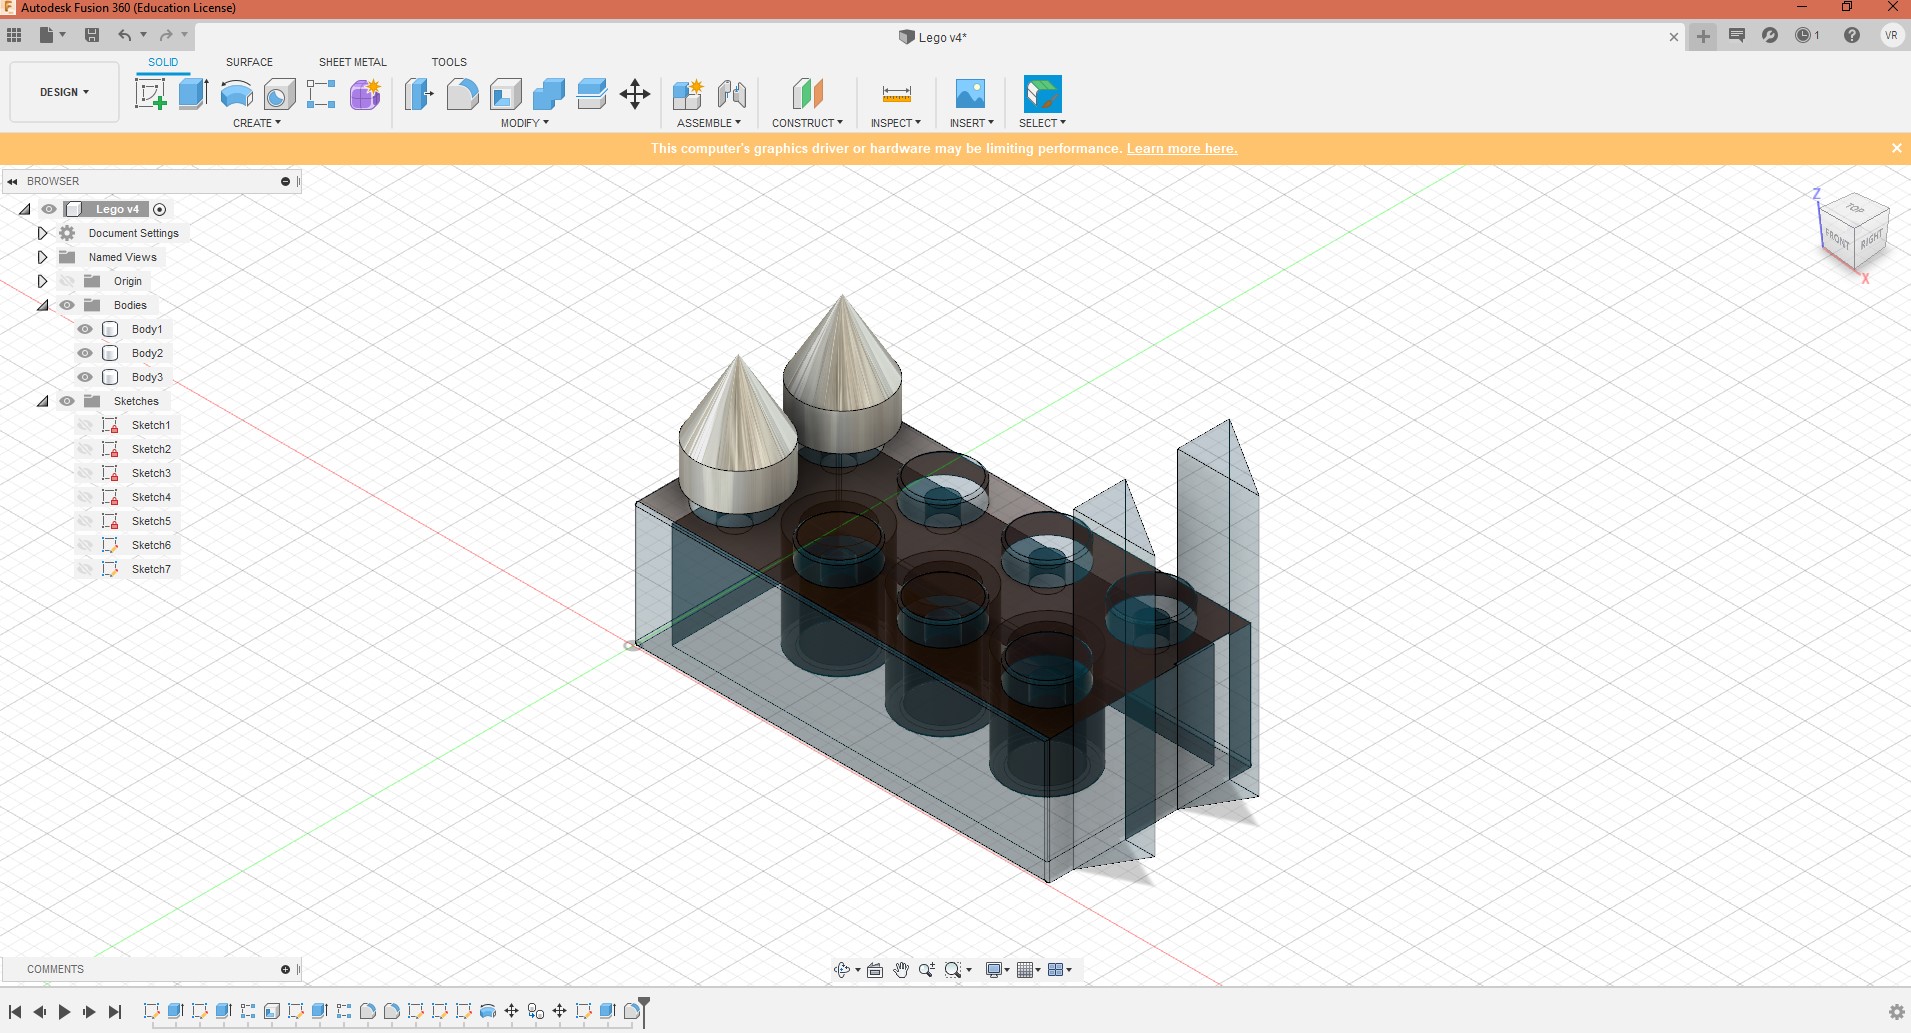 Autodesk Fusion 360 (Education License)
Lego v4*
1
VR
SOLID SURFACE SHEET METAL TOOLS
DESIGN
CREATE MODIFY ASSEMBLE CONSTRUCT INSPECT INSERT SELECT
This computer's graphics driver or hardware may be limiting performance. Learn more here.
BROWSER
Lego v4
Document Settings
Named Views
Origin
Bodies
Body1
Body2
Body3
Sketches
Sketch1
Sketch2
Sketch3
Sketch4
Sketch5
Sketch6
Sketch7
Z
TOP
FRONT
RIGHT
X
COMMENTS